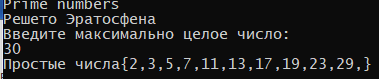 Prime numbers
Решето Эратосфена
Введите максимально целое число:
30
Простые числа{2,3,5,7,11,13,17,19,23,29,}